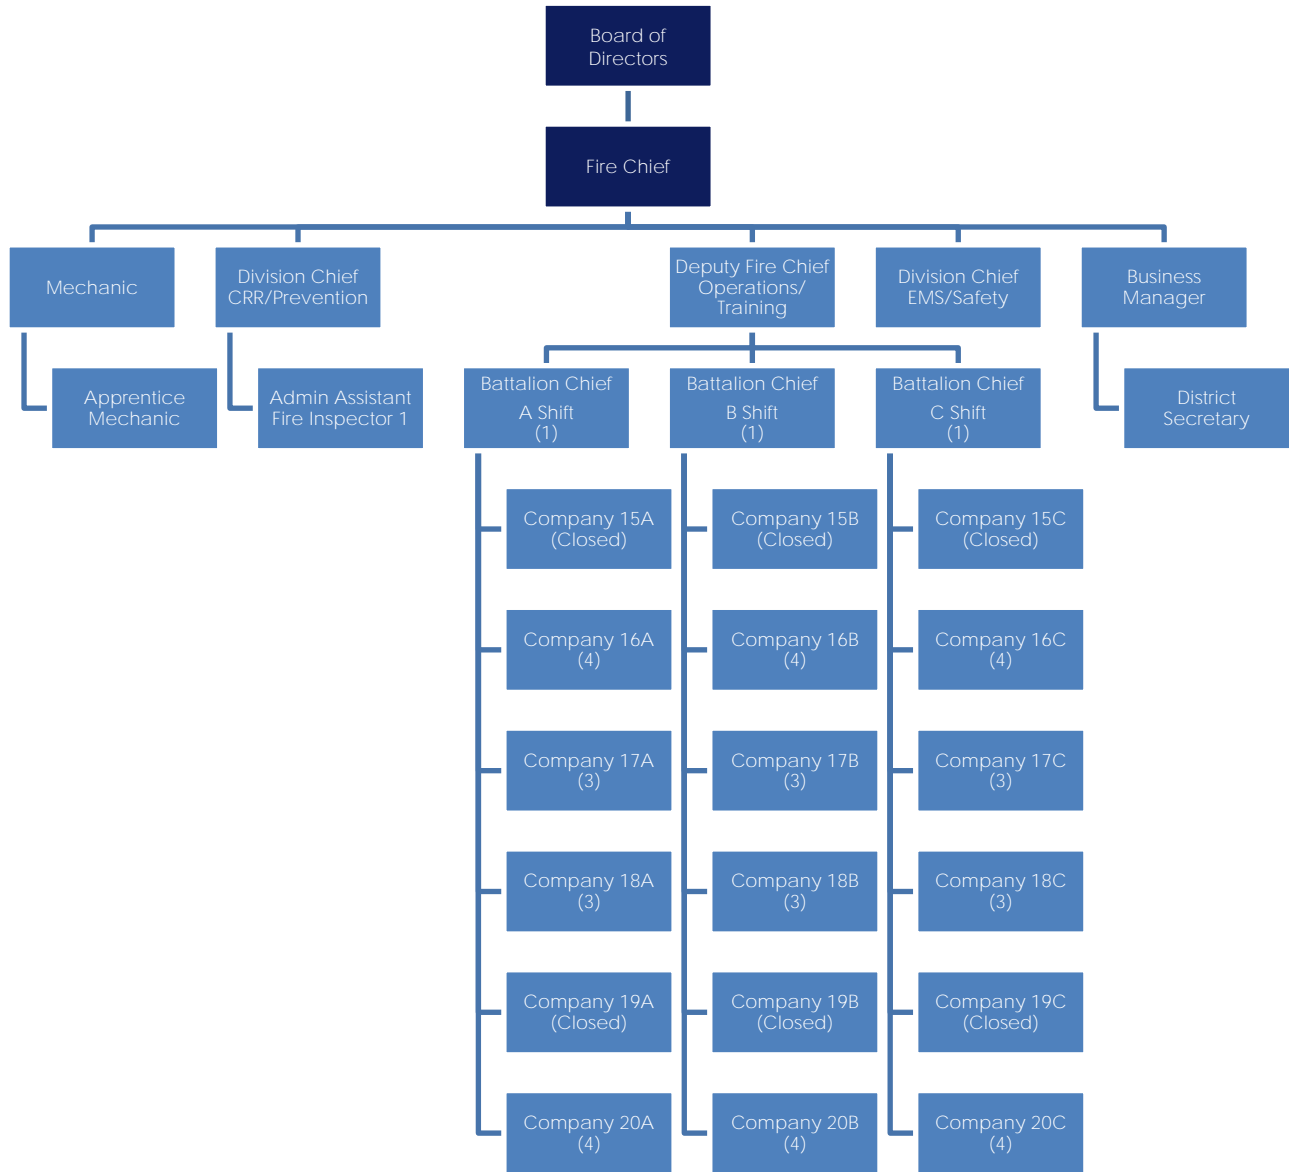 Board of
Directors
Fire Chief
Mechanic
Division Chief
CRR/Prevention
Deputy Fire Chief
Operations/
Training
Division Chief
EMS/Safety
Business
Manager
Apprentice
Mechanic
Admin Assistant
Fire Inspector 1
Battalion Chief
A Shift
(1)
Battalion Chief
B Shift
(1)
Battalion Chief
C Shift
(1)
District
Secretary
Company 15A
(Closed)
Company 15B
(Closed)
Company 15C
(Closed)
Company 16A
(4)
Company 16B
(4)
Company 16C
(4)
Company 17A
(3)
Company 17B
(3)
Company 17C
(3)
Company 18A
(3)
Company 18B
(3)
Company 18C
(3)
Company 19A
(Closed)
Company 19B
(Closed)
Company 19C
(Closed)
Company 20A
(4)
Company 20B
(4)
Company 20C
(4)